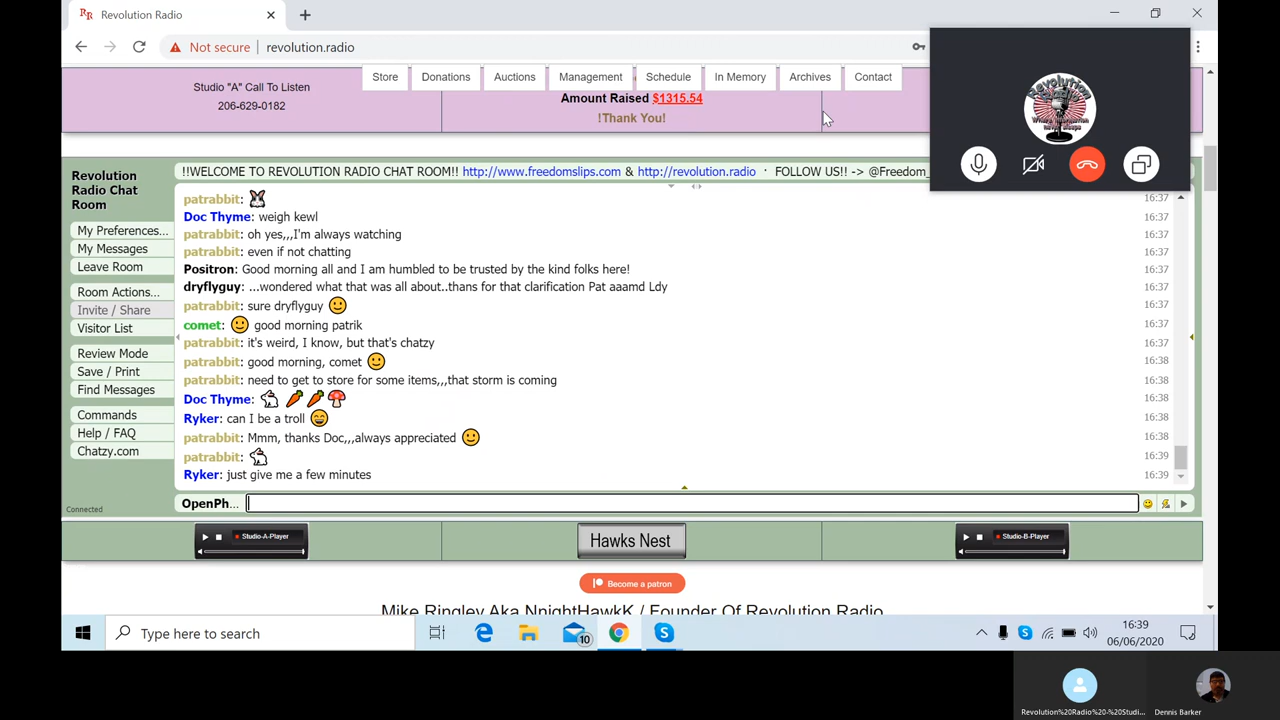 Revolution Radio
Not secure | revolution.radio
Store Donations Auctions Management Schedule In Memory Archives Contact
Studio "A" Call To Listen
206-629-0182
Amount Raised $1315.54
!Thank You!
Revolution
Radio Chat
Room
My Preferences...
My Messages
Leave Room
Room Actions...
Invite / Share
Visitor List
Review Mode
Save / Print
Find Messages
Commands
Help / FAQ
Chatzy.com
Connected
!!WELCOME TO REVOLUTION RADIO CHAT ROOM!! http://www.freedomslips.com & http://revolution.radio · FOLLOW US!! -> @Freedom_
patrabbit: 16:37
Doc Thyme: weigh kewl 16:37
patrabbit: oh yes,,,I'm always watching 16:37
patrabbit: even if not chatting 16:37
Positron: Good morning all and I am humbled to be trusted by the kind folks here! 16:37
dryflyguy: ...wondered what that was all about..thans for that clarification Pat aaamd Ldy 16:37
patrabbit: sure dryflyguy 16:37
comet: good morning patrik 16:37
patrabbit: it's weird, I know, but that's chatzy 16:37
patrabbit: good morning, comet 16:38
patrabbit: need to get to store for some items,,,that storm is coming 16:38
Doc Thyme: 16:38
Ryker: can I be a troll 16:38
patrabbit: Mmm, thanks Doc,,,always appreciated 16:38
patrabbit: 16:39
Ryker: just give me a few minutes 16:39
OpenPh...
Studio-A-Player
Hawks Nest
Studio-B-Player
Become a patron
Mike Ringley Aka NnightHawkK / Founder Of Revolution Radio
Type here to search
10
16:39
06/06/2020
Revolution%20Radio%20-%20Studi...
Dennis Barker